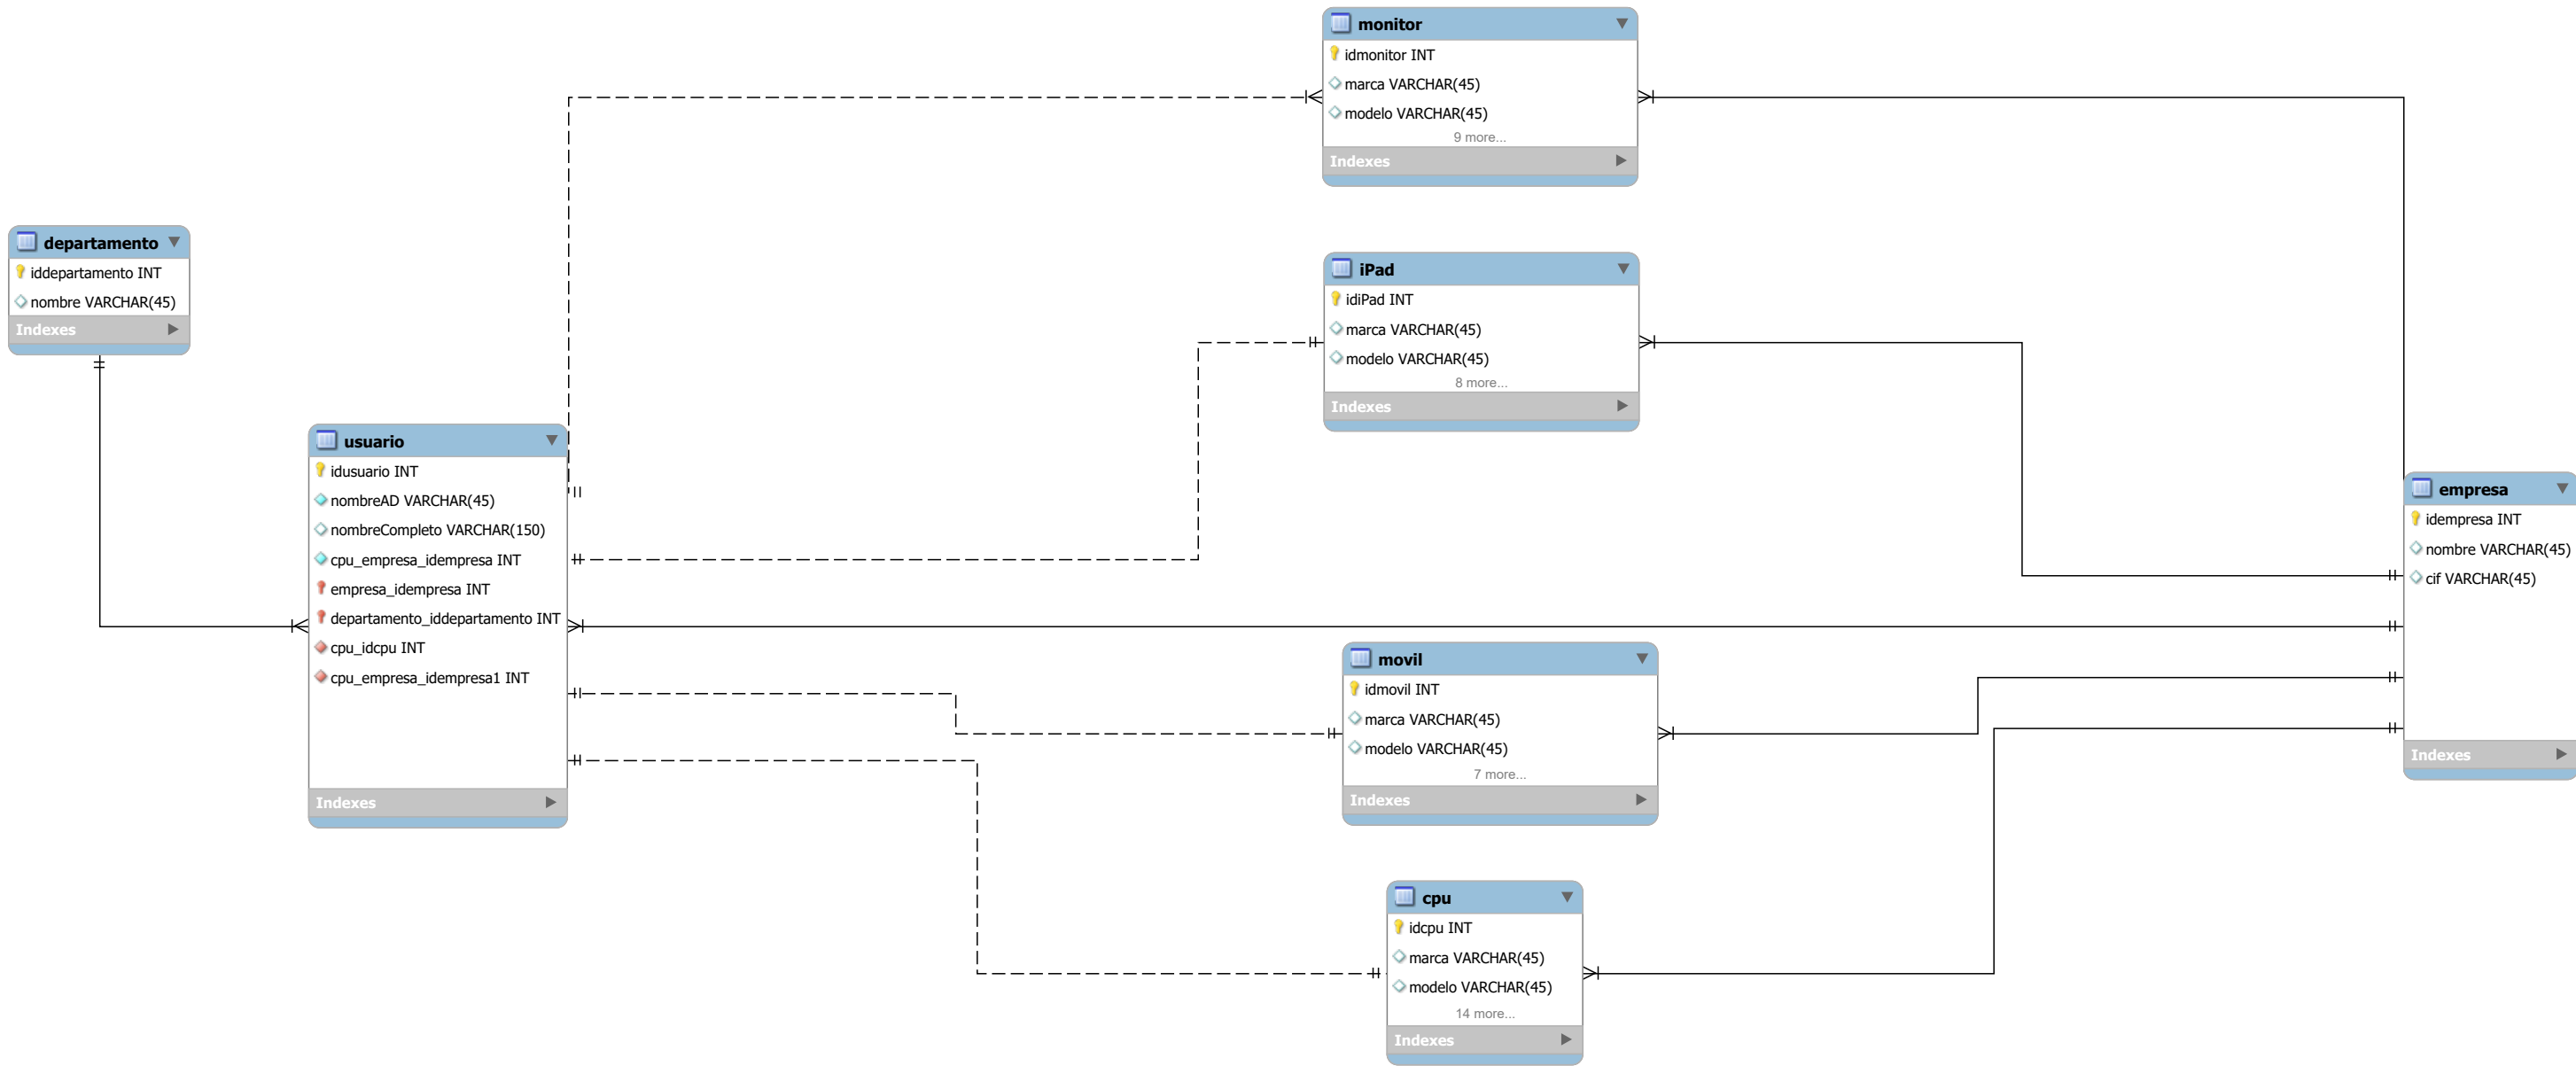 monitor
idmonitor INT
marca VARCHAR(45)
modelo VARCHAR(45)
9 more...
Indexes
departamento
iddepartamento INT
nombre VARCHAR(45)
Indexes
iPad
idiPad INT
marca VARCHAR(45)
modelo VARCHAR(45)
8 more...
Indexes
usuario
idusuario INT
nombreAD VARCHAR(45)
nombreCompleto VARCHAR(150)
cpu_empresa_idempresa INT
empresa_idempresa INT
departamento_iddepartamento INT
cpu_idcpu INT
cpu_empresa_idempresa1 INT
Indexes
empresa
idempresa INT
nombre VARCHAR(45)
cif VARCHAR(45)
Indexes
movil
idmovil INT
marca VARCHAR(45)
modelo VARCHAR(45)
7 more...
Indexes
cpu
idcpu INT
marca VARCHAR(45)
modelo VARCHAR(45)
14 more...
Indexes